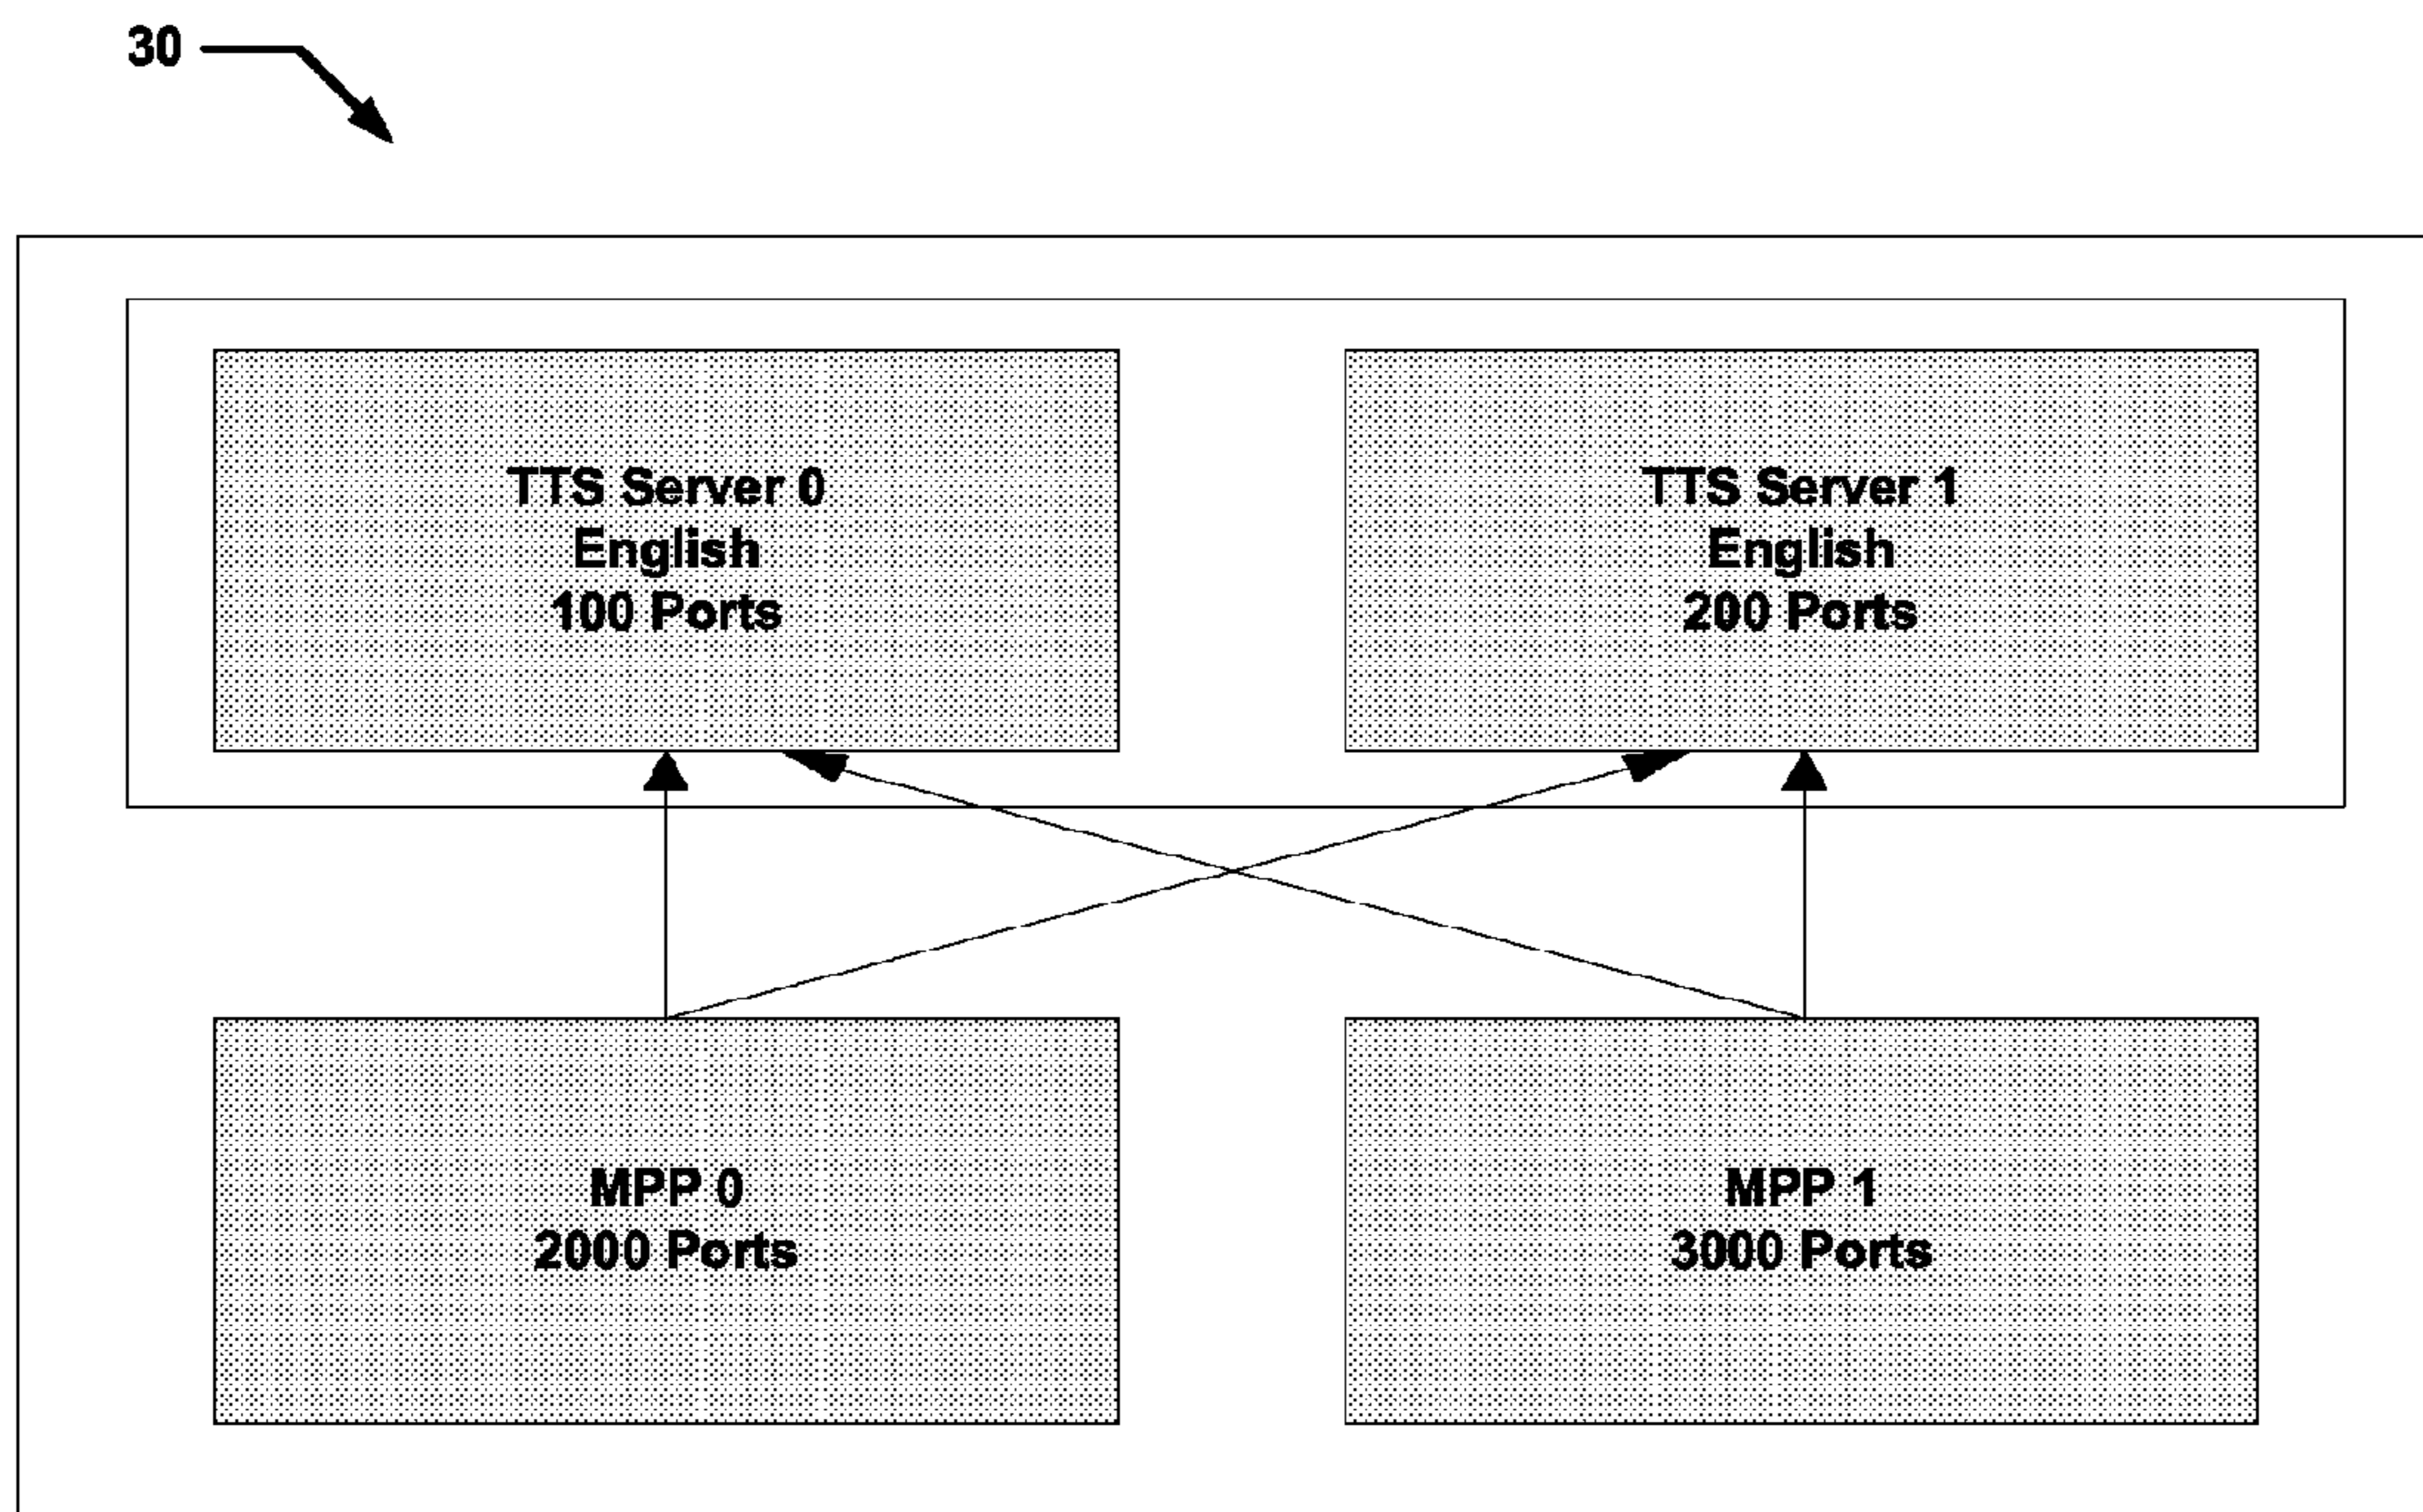 30
TTS Server 0
English
100 Ports
TTS Server 1
English
200 Ports
MPP 0
2000 Ports
MPP 1
3000 Ports